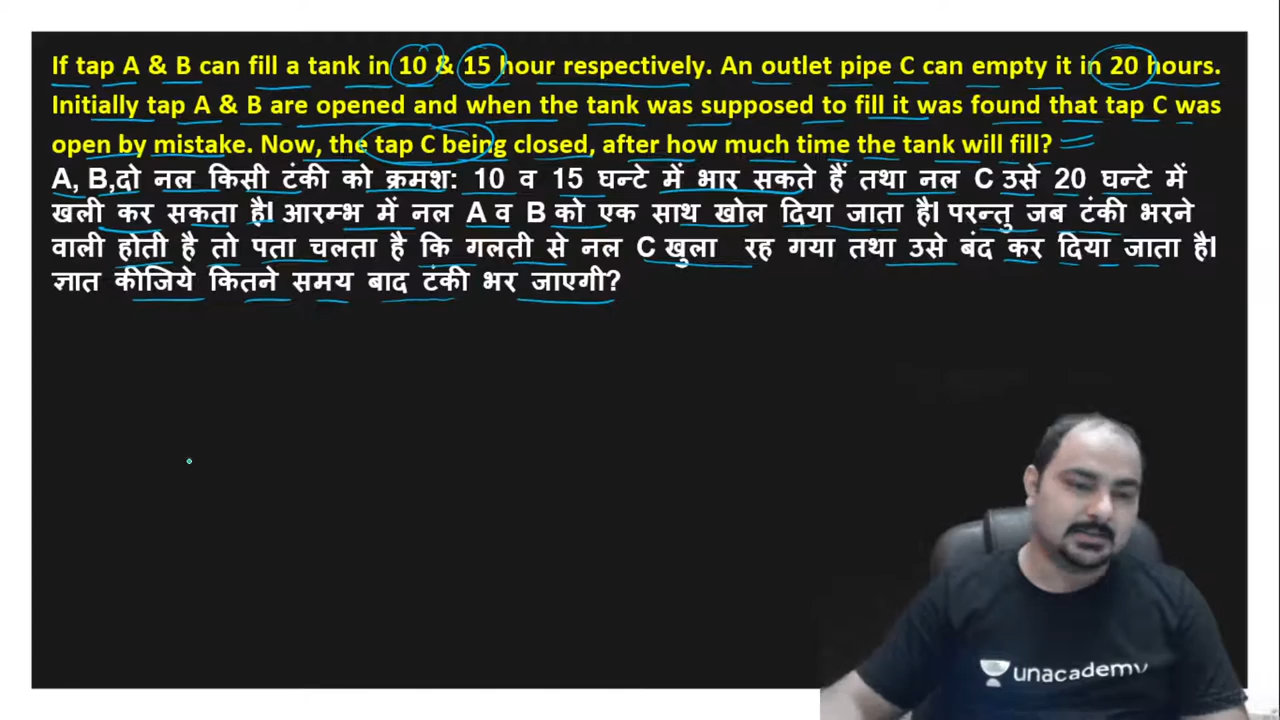 If tap A & B can fill a tank in 10 & 15 hour respectively. An outlet pipe C can empty it in 20 hours.
Initially tap A & B are opened and when the tank was supposed to fill it was found that tap C was
open by mistake. Now, the tap C being closed, after how much time the tank will fill?
A, B,दो नल किसी टंकी को क्रमश: 10 व 15 घन्टे में भार सकते हैं तथा नल C उसे 20 घन्टे में
खली कर सकता है। आरम्भ में नल A व B को एक साथ खोल दिया जाता है। परन्तु जब टंकी भरने
वाली होती है तो पता चलता है कि गलती से नल C खुला रह गया तथा उसे बंद कर दिया जाता है।
ज्ञात कीजिये कितने समय बाद टंकी भर जाएगी?
unacademy